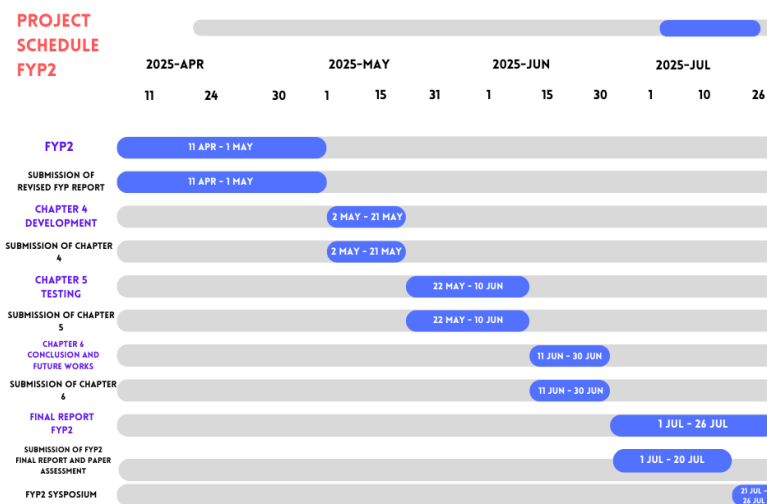 PROJECT
SCHEDULE
FYP2
2025-APR 2025-MAY 2025-JUN 2025-JUL
11 24 30 1 15 31 1 15 30 1 10 26
FYP2 11 APR - 1 MAY
SUBMISSION OF
REVISED FYP REPORT
11 APR - 1 MAY
CHAPTER 4
DEVELOPMENT
2 MAY - 21 MAY
SUBMISSION OF CHAPTER
4
2 MAY - 21 MAY
CHAPTER 5
TESTING
22 MAY - 10 JUN
SUBMISSION OF CHAPTER
5
22 MAY - 10 JUN
CHAPTER 6
CONCLUSION AND
FUTURE WORKS
11 JUN - 30 JUN
SUBMISSION OF CHAPTER
6
11 JUN - 30 JUN
FINAL REPORT
FYP2
1 JUL - 26 JUL
SUBMISSION OF FYP2
FINAL REPORT AND PAPER
ASSESSMENT
1 JUL - 20 JUL
FYP2 SYSPOSIUM
21 JUL -
26 JUL